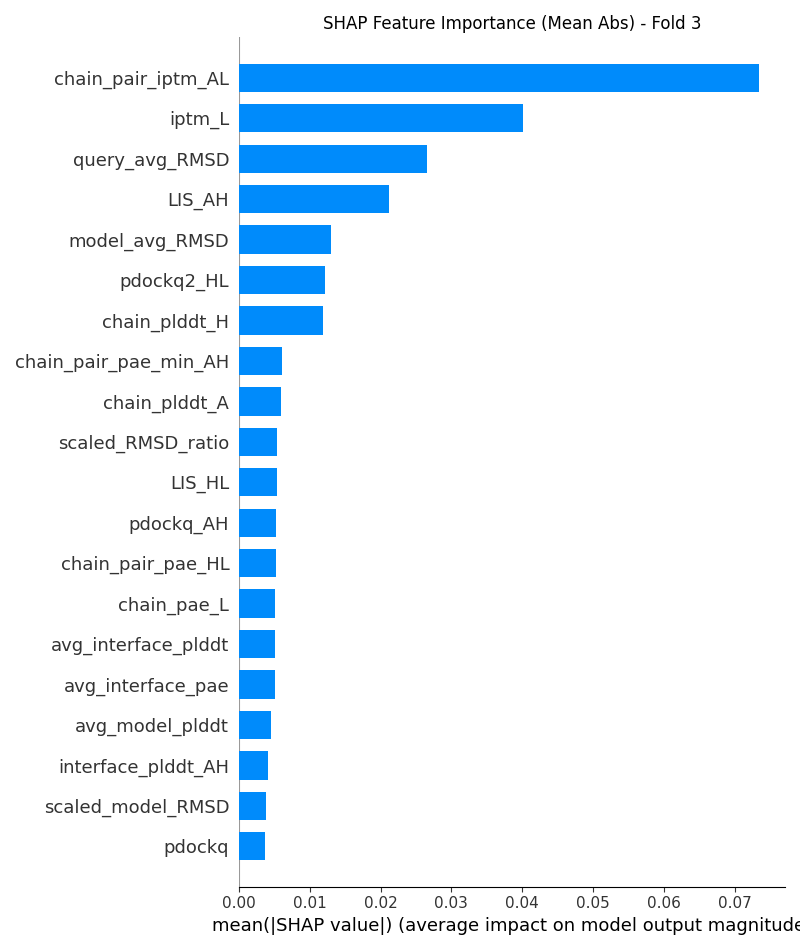 SHAP Feature Importance (Mean Abs) - Fold 3
chain_pair_iptm_AL
iptm_L
query_avg_RMSD
LIS_AH
model_avg_RMSD
pdockq2_HL
chain_plddt_H
chain_pair_pae_min_AH
chain_plddt_A
scaled_RMSD_ratio
LIS_HL
pdockq_AH
chain_pair_pae_HL
chain_pae_L
avg_interface_plddt
avg_interface_pae
avg_model_plddt
interface_plddt_AH
scaled_model_RMSD
pdockq
0.00 0.01 0.02 0.03 0.04 0.05 0.06 0.07
mean(|SHAP value|) (average impact on model output magnitude